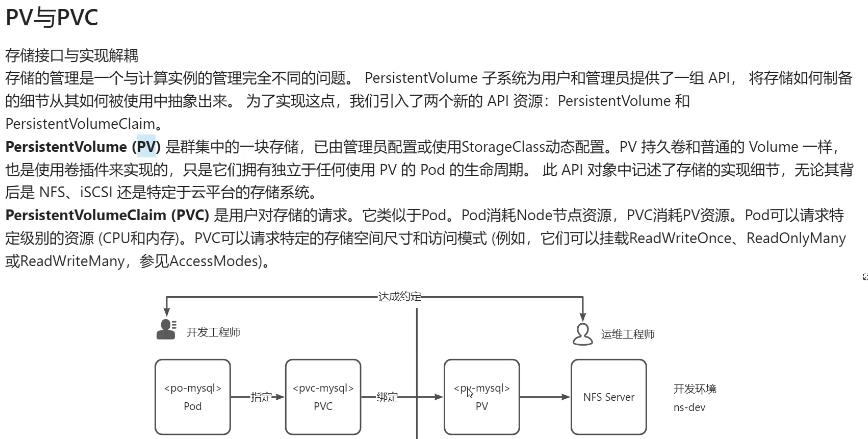 PV与PVC
存储接口与实现解耦
存储的管理是一个与计算实例的管理完全不同的问题。 PersistentVolume 子系统为用户和管理员提供了一组 API， 将存储如何制备
的细节从其如何被使用中抽象出来。 为了实现这点，我们引入了两个新的 API 资源：PersistentVolume 和
PersistentVolumeClaim。
PersistentVolume (PV) 是群集中的一块存储，已由管理员配置或使用StorageClass动态配置。PV 持久卷和普通的 Volume 一样，
也是使用卷插件来实现的，只是它们拥有独立于任何使用 PV 的 Pod 的生命周期。 此 API 对象中记述了存储的实现细节，无论其背
后是 NFS、iSCSI 还是特定于云平台的存储系统。
PersistentVolumeClaim (PVC) 是用户对存储的请求。它类似于Pod。Pod消耗Node节点资源，PVC消耗PV资源。Pod可以请求特
定级别的资源 (CPU和内存)。PVC可以请求特定的存储空间尺寸和访问模式 (例如，它们可以挂载ReadWriteOnce、ReadOnlyMany
或ReadWriteMany，参见AccessModes)。
达成约定
开发工程师
运维工程师
<po-mysql>
Pod
指定
<pvc-mysql>
PVC
绑定
<pv-mysql>
PV
NFS Server
开发环境
ns-dev